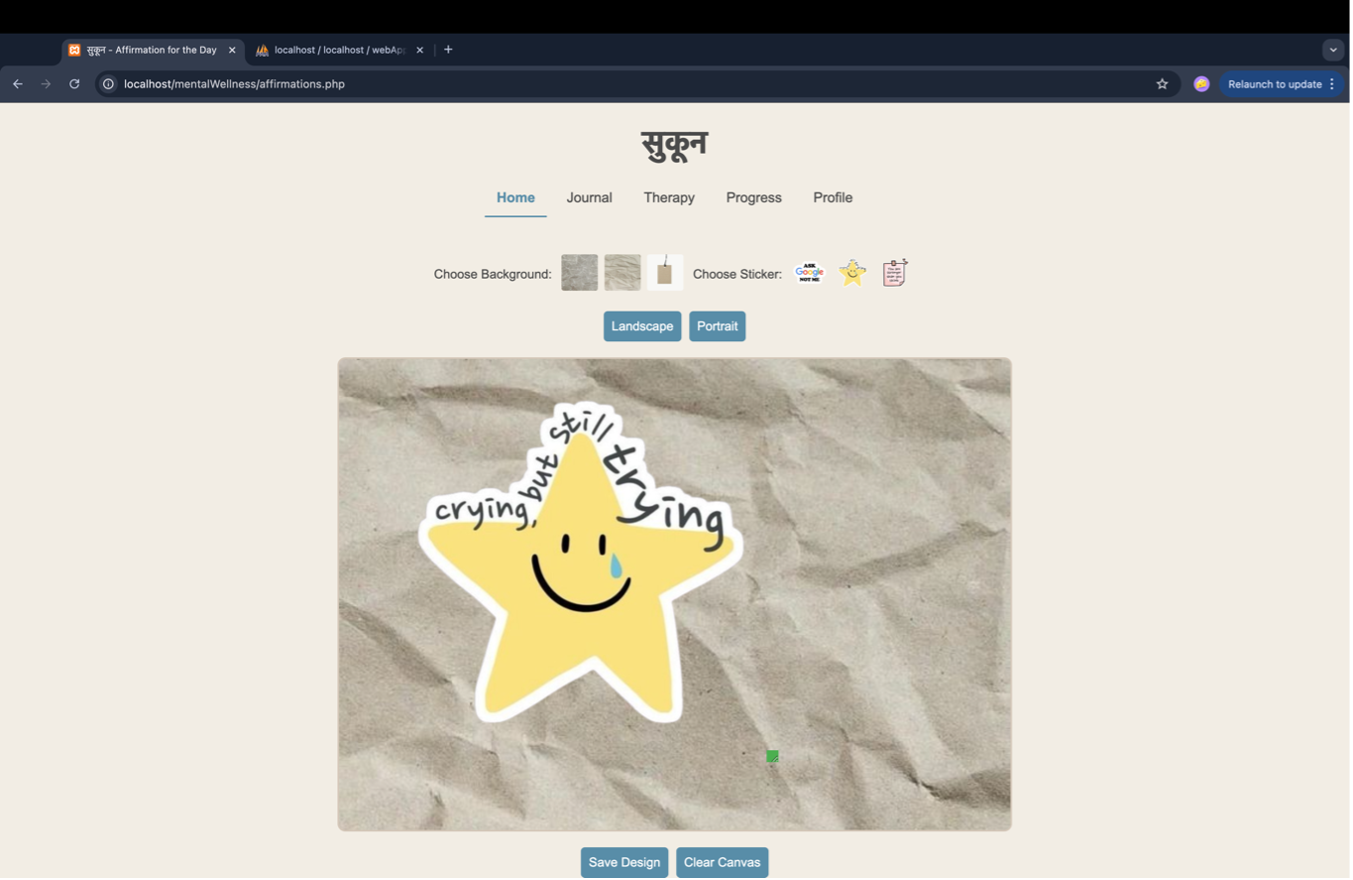 सुकून - Affirmation for the Day
localhost / localhost / webAp
localhost/mentalWellness/affirmations.php
Relaunch to update
सुकून
Home Journal Therapy Progress Profile
Choose Background: Choose Sticker:
ASK
Google
NOT ME
Landscape Portrait
crying, but still trying
Save Design Clear Canvas